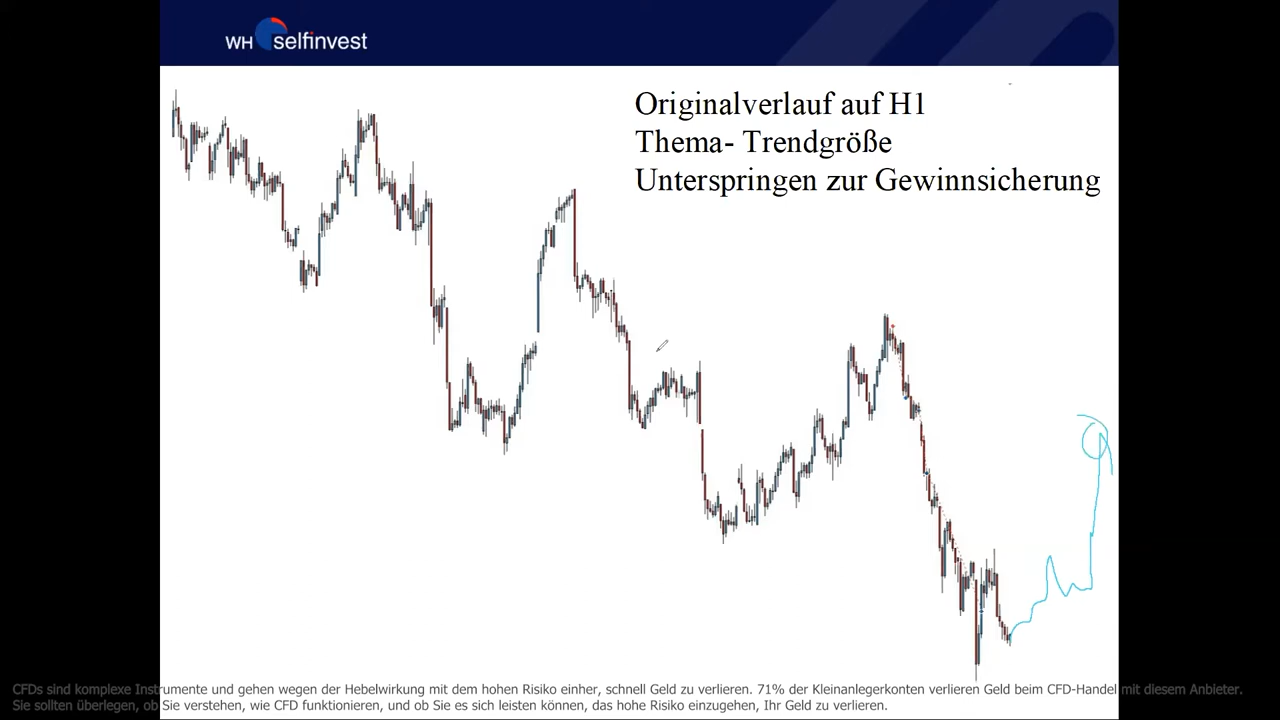 WH selfinvest
Originalverlauf auf H1
Thema- Trendgröße
Unterspringen zur Gewinnsicherung
CFDs sind komplexe Instrumente und gehen wegen der Hebelwirkung mit dem hohen Risiko einher, schnell Geld zu verlieren. 71% der Kleinanlegerkonten verlieren Geld beim CFD-Handel mit diesem Anbieter.
Sie sollten überlegen, ob Sie verstehen, wie CFD funktionieren, und ob Sie es sich leisten können, das hohe Risiko einzugehen, Ihr Geld zu verlieren.